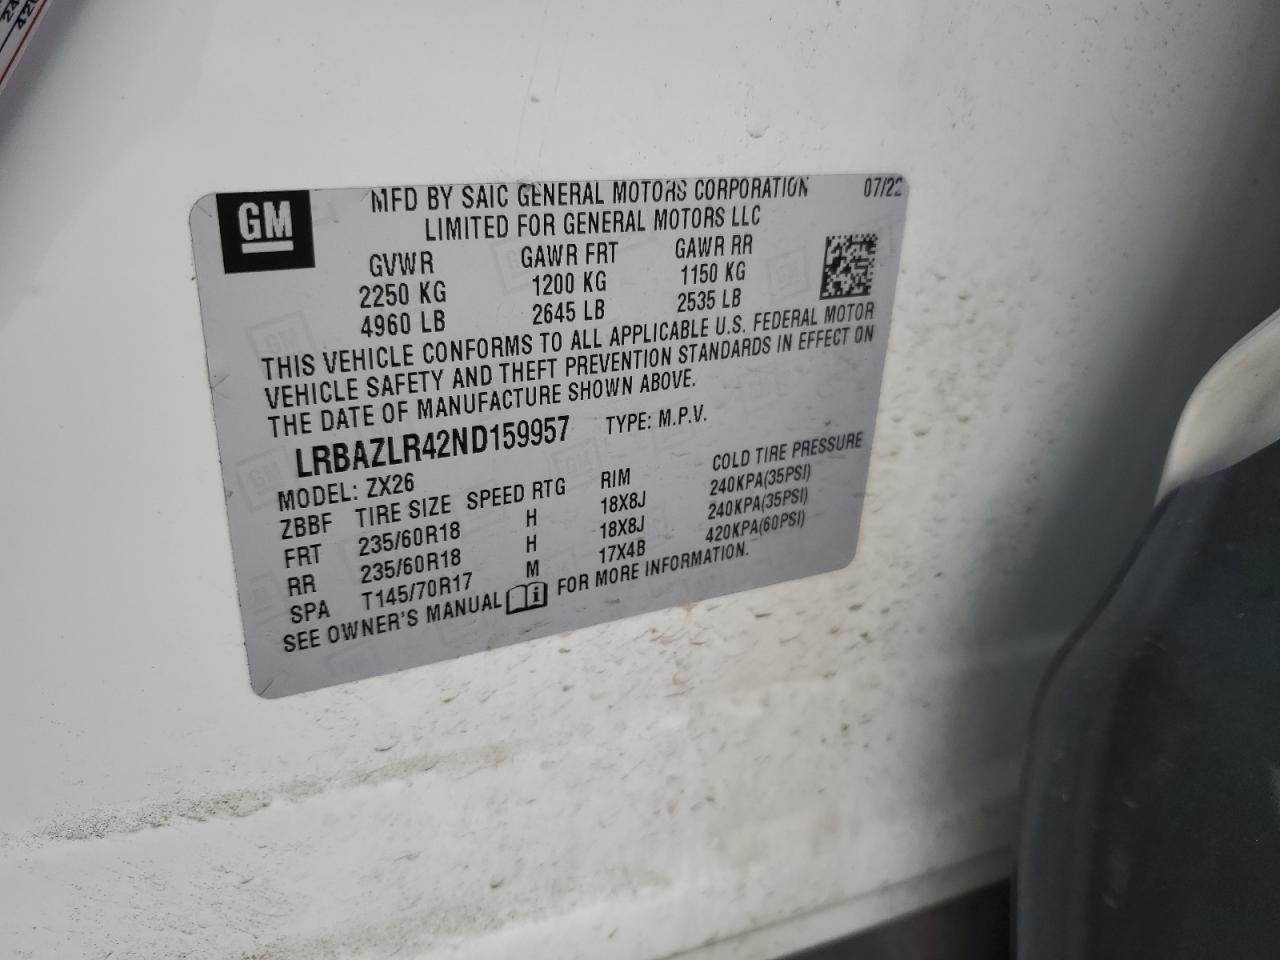 GM
MFD BY SAIC GENERAL MOTORS CORPORATION 07/22
LIMITED FOR GENERAL MOTORS LLC
GVWR GAWR FRT GAWR RR
2250 KG 1200 KG 1150 KG
4960 LB 2645 LB 2535 LB
THIS VEHICLE CONFORMS TO ALL APPLICABLE U.S. FEDERAL MOTOR
VEHICLE SAFETY AND THEFT PREVENTION STANDARDS IN EFFECT ON
THE DATE OF MANUFACTURE SHOWN ABOVE.
LRBAZLR42ND159957 TYPE: M.P.V.
MODEL: ZX26
ZBBF TIRE SIZE SPEED RTG RIM COLD TIRE PRESSURE
FRT 235/60R18 H 18X8J 240KPA(35PSI)
RR 235/60R18 H 18X8J 240KPA(35PSI)
SPA T145/70R17 M 17X4B 420KPA(60PSI)
SEE OWNER'S MANUAL FOR MORE INFORMATION.